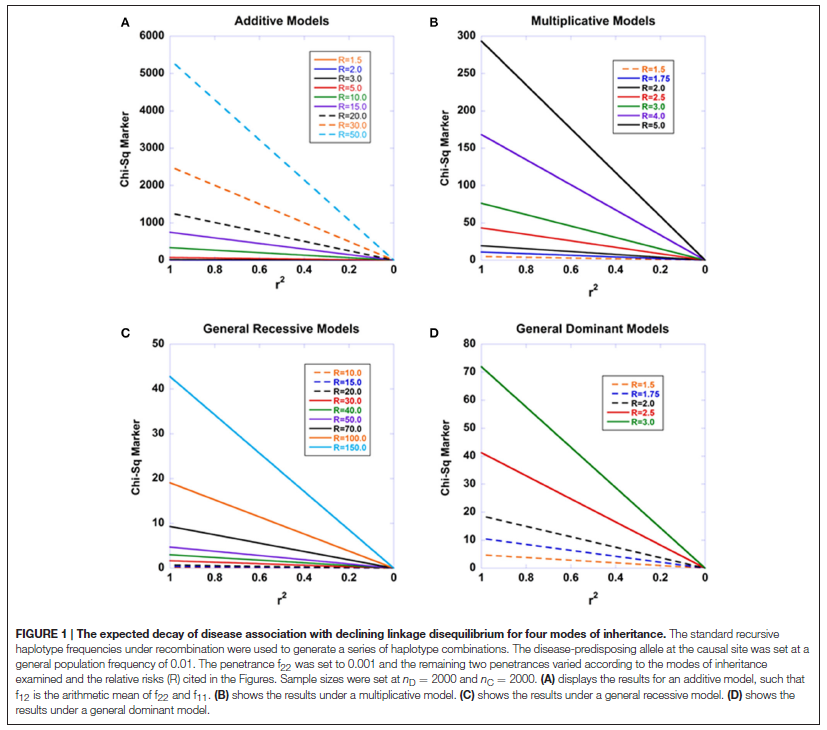 A
Additive Models
6000
5000
4000
3000
2000
1000
0
Chi-Sq Marker
R=1.5
R=2.0
R=3.0
R=5.0
R=10.0
R=15.0
R=20.0
R=30.0
R=50.0
1 0.8 0.6 0.4 0.2 0
r²
B
Multiplicative Models
300
250
200
150
100
50
0
Chi-Sq Marker
R=1.5
R=1.75
R=2.0
R=2.5
R=3.0
R=4.0
R=5.0
1 0.8 0.6 0.4 0.2 0
r²
C
General Recessive Models
50
40
30
20
10
0
Chi-Sq Marker
R=10.0
R=15.0
R=20.0
R=30.0
R=40.0
R=50.0
R=70.0
R=100.0
R=150.0
1 0.8 0.6 0.4 0.2 0
r²
D
General Dominant Models
80
70
60
50
40
30
20
10
0
Chi-Sq Marker
R=1.5
R=1.75
R=2.0
R=2.5
R=3.0
1 0.8 0.6 0.4 0.2 0
r²
FIGURE 1 | The expected decay of disease association with declining linkage disequilibrium for four modes of inheritance. The standard recursive
haplotype frequencies under recombination were used to generate a series of haplotype combinations. The disease-predisposing allele at the causal site was set at a
general population frequency of 0.01. The penetrance f₂₂ was set to 0.001 and the remaining two penetrances varied according to the modes of inheritance
examined and the relative risks (R) cited in the Figures. Sample sizes were set at n_D = 2000 and n_C = 2000. (A) displays the results for an additive model, such that
f₁₂ is the arithmetic mean of f₂₂ and f₁₁. (B) shows the results under a multiplicative model. (C) shows the results under a general recessive model. (D) shows the
results under a general dominant model.